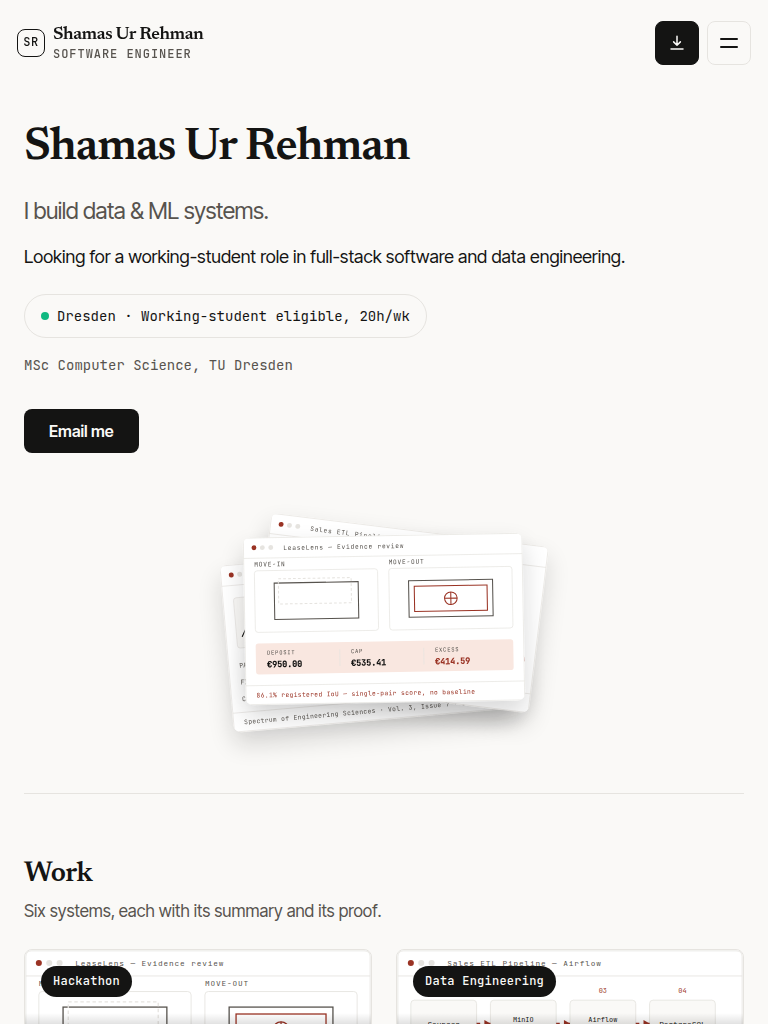 SR
Shamas Ur Rehman
SOFTWARE ENGINEER
Shamas Ur Rehman
I build data & ML systems.
Looking for a working-student role in full-stack software and data engineering.
Dresden · Working-student eligible, 20h/wk
MSc Computer Science, TU Dresden
Email me
Sales ETL
LeaseLens — Evidence review
MOVE-IN
MOVE-OUT
DEPOSIT
CAP
EXCESS
€950.00
€535.41
€414.59
86.1% registered IoU — single-pair score, no baseline
Spectrum of Engineering Sciences · Vol. 3, Issue
Work
Six systems, each with its summary and its proof.
LeaseLens — Evidence review
Sales ETL Pipeline — Airflow
Hackathon
Data Engineering
MOVE-OUT
03
04
MinIO
Airflow